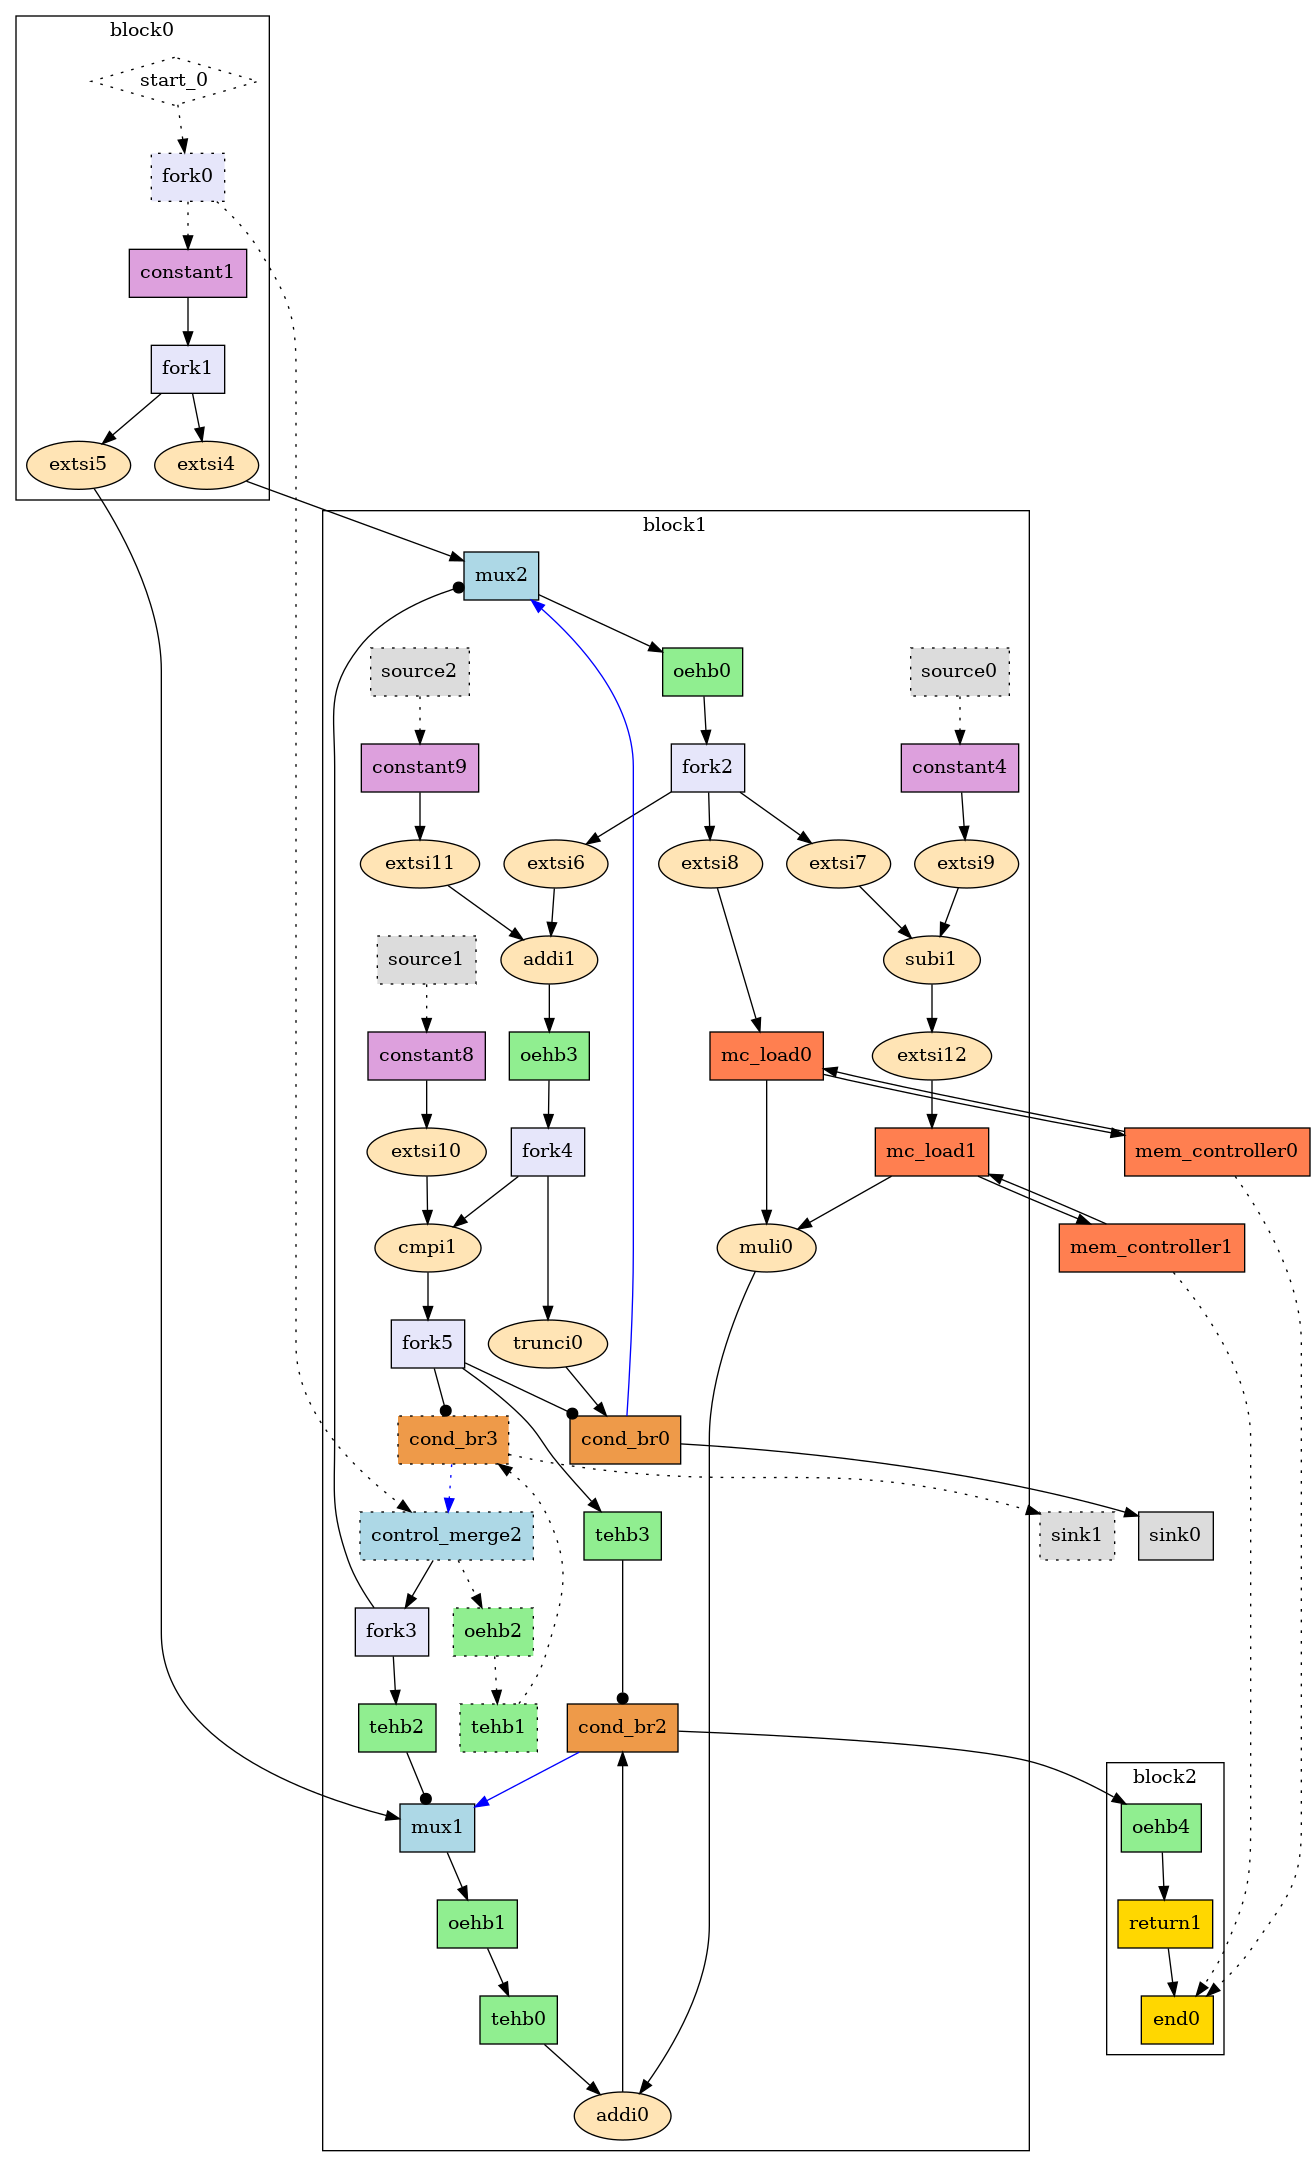 block0
start_0
fork0
constant1
fork1
extsi5 extsi4
block1
mux2
source2 oehb0 source0
constant9 fork2 constant4
extsi11 extsi6 extsi8 extsi7 extsi9
source1 addi1 subi1
constant8 oehb3 mc_load0 extsi12
extsi10 fork4 mc_load1 mem_controller0
cmpi1 muli0 mem_controller1
fork5 trunci0
cond_br3 cond_br0
control_merge2 tehb3 sink1 sink0
fork3 oehb2
tehb2 tehb1 cond_br2
block2
mux1 oehb4
oehb1 return1
tehb0 end0
addi0